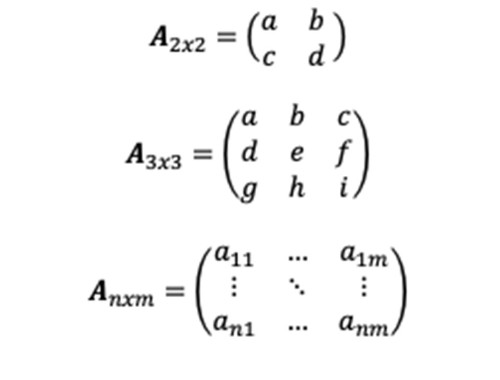 A2x2 = (a b
c d)
A3x3 = (a b c
d e f
g h i)
Anxm = (a11 ... a1m
⋮ ⋱ ⋮
an1 ... anm)